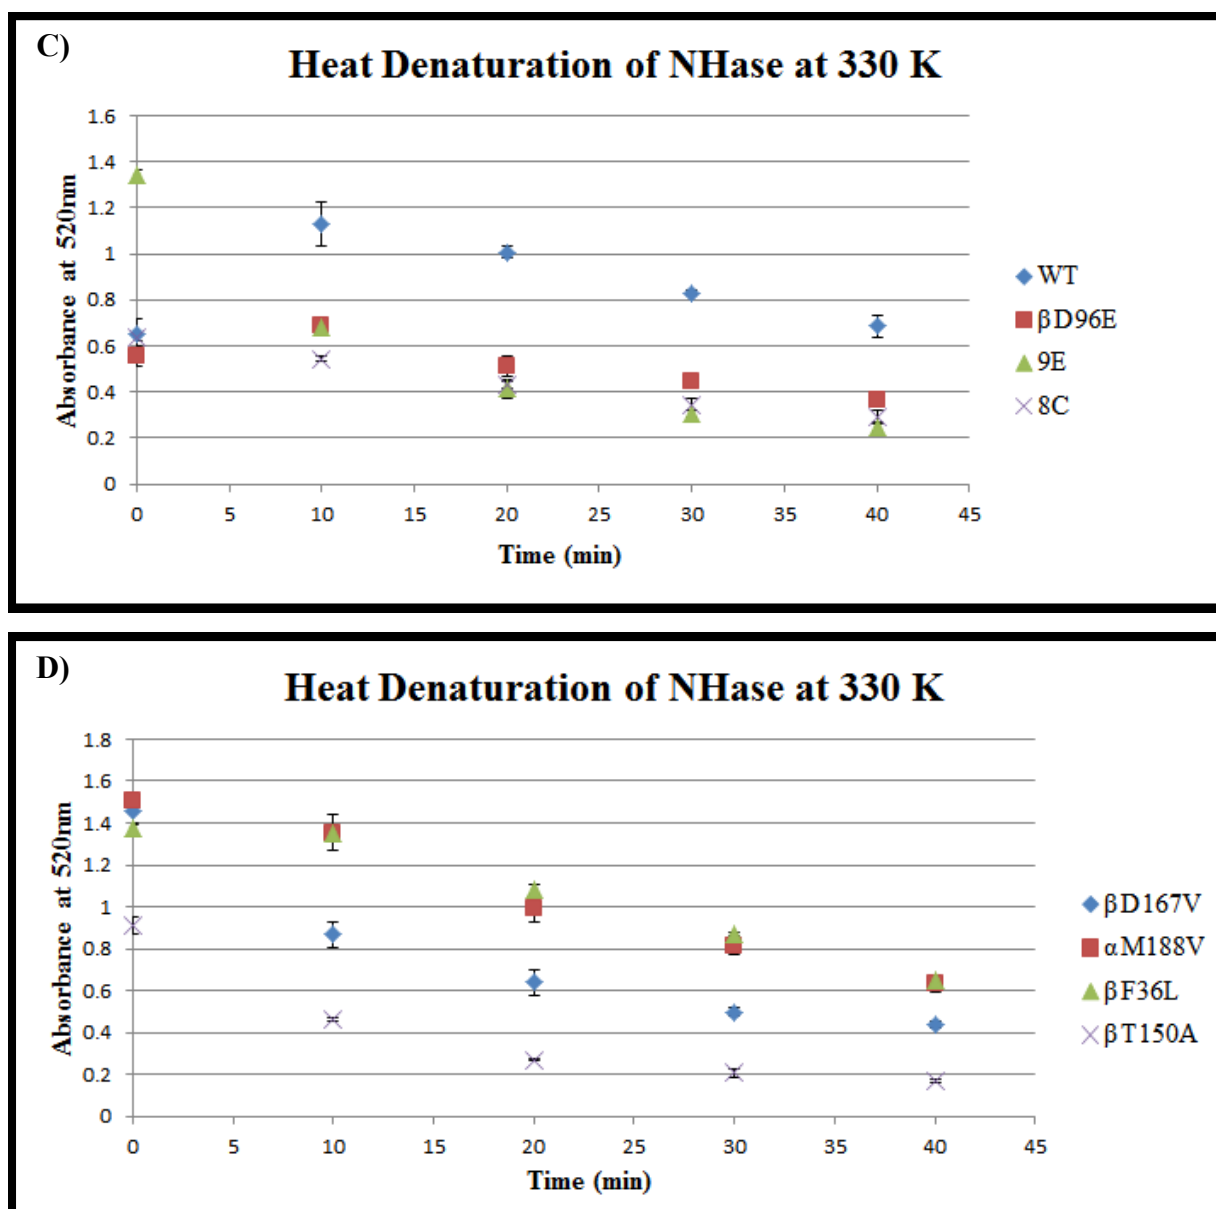 C)
Heat Denaturation of NHase at 330 K
Absorbance at 520nm
1.6
1.4
1.2
1
0.8
0.6
0.4
0.2
0
0 5 10 15 20 25 30 35 40 45
Time (min)
WT
βD96E
9E
8C
D)
Heat Denaturation of NHase at 330 K
Absorbance at 520nm
1.8
1.6
1.4
1.2
1
0.8
0.6
0.4
0.2
0
0 5 10 15 20 25 30 35 40 45
Time (min)
βD167V
αM188V
βF36L
βT150A